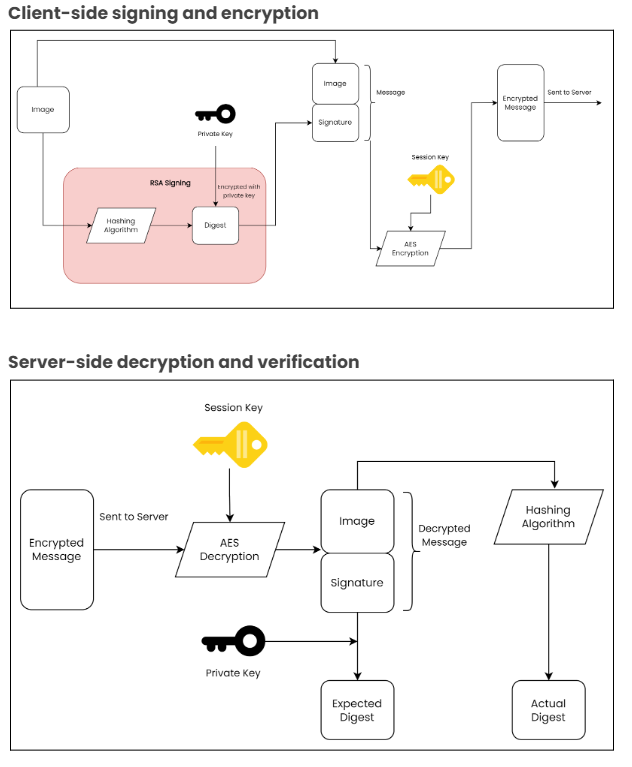 Client-side signing and encryption
Image
Private Key
RSA Signing
Encrypted with
private key
Hashing
Algorithm
Digest
Image
Signature
Message
Session Key
AES
Encryption
Encrypted
Message
Sent to Server
Server-side decryption and verification
Session Key
Encrypted
Message
Sent to Server
AES
Decryption
Image
Signature
Decrypted
Message
Hashing
Algorithm
Private Key
Expected
Digest
Actual
Digest